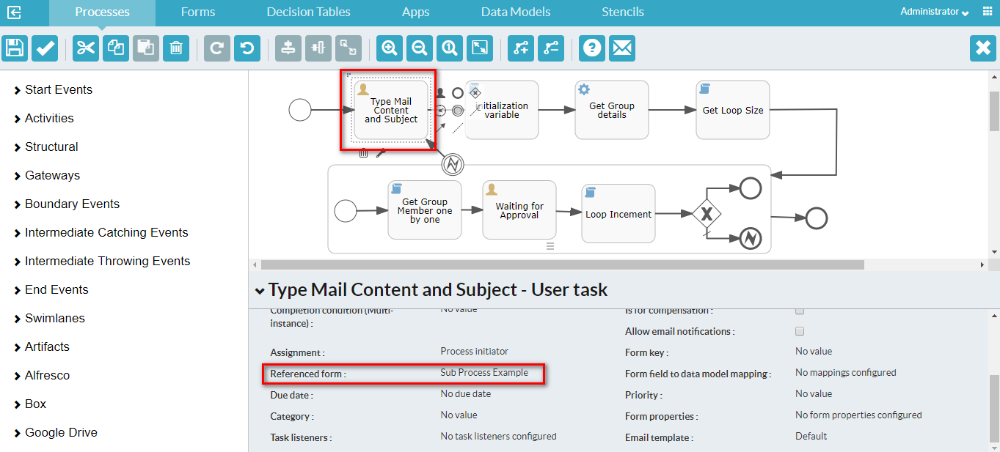 Processes Forms Decision Tables Apps Data Models Stencils Administrator
Start Events
Activities
Structural
Gateways
Boundary Events
Intermediate Catching Events
Intermediate Throwing Events
End Events
Swimlanes
Artifacts
Alfresco
Box
Google Drive
Type Mail
Content
and Subject
initialization
variable
Get Group
details
Get Loop Size
Get Group
Member one
by one
Waiting for
Approval
Loop Incement
X
Type Mail Content and Subject - User task
Completion condition (Multi-
instance) :
No value
Is for compensation :
Allow email notifications :
Assignment : Process initiator
Form key : No value
Referenced form : Sub Process Example
Form field to data model mapping : No mappings configured
Due date : No due date
Priority : No value
Category : No value
Form properties : No form properties configured
Task listeners : No task listeners configured
Email template : Default